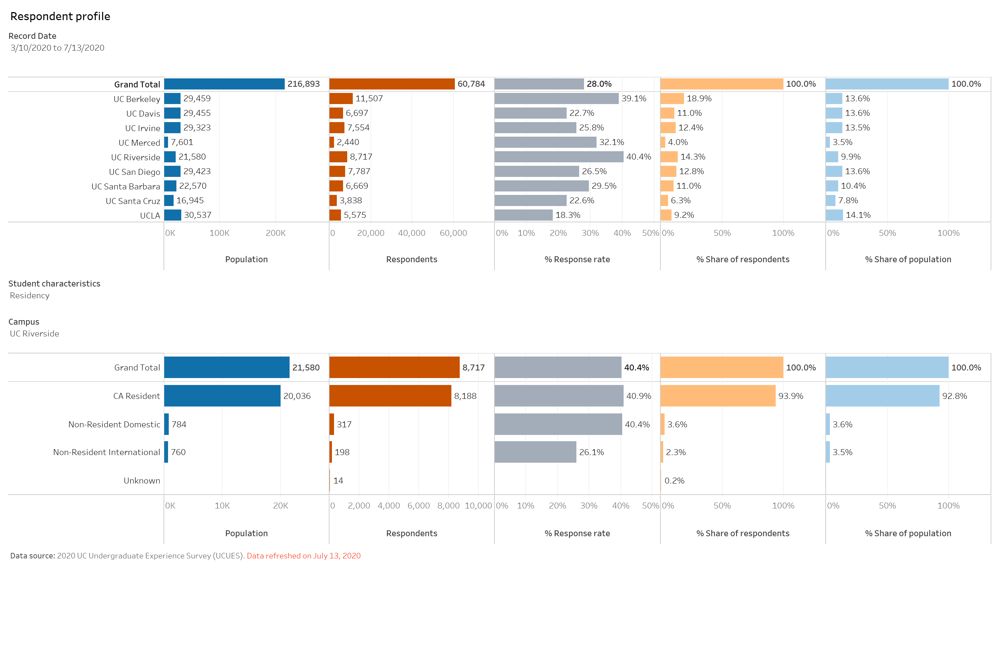 Respondent profile
Record Date
3/10/2020 to 7/13/2020
Grand Total 216,893 60,784 28.0% 100.0% 100.0%
UC Berkeley 29,459 11,507 39.1% 18.9% 13.6%
UC Davis 29,455 6,697 22.7% 11.0% 13.6%
UC Irvine 29,323 7,554 25.8% 12.4% 13.5%
UC Merced 7,601 2,440 32.1% 4.0% 3.5%
UC Riverside 21,580 8,717 40.4% 14.3% 9.9%
UC San Diego 29,423 7,787 26.5% 12.8% 13.6%
UC Santa Barbara 22,570 6,669 29.5% 11.0% 10.4%
UC Santa Cruz 16,945 3,838 22.6% 6.3% 7.8%
UCLA 30,537 5,575 18.3% 9.2% 14.1%
0K 100K 200K 0 20,000 40,000 60,000 0% 10% 20% 30% 40% 50% 0% 50% 100% 0% 50% 100%
Population Respondents % Response rate % Share of respondents % Share of population
Student characteristics
Residency
Campus
UC Riverside
Grand Total 21,580 8,717 40.4% 100.0% 100.0%
CA Resident 20,036 8,188 40.9% 93.9% 92.8%
Non-Resident Domestic 784 317 40.4% 3.6% 3.6%
Non-Resident International 760 198 26.1% 2.3% 3.5%
Unknown 14 0.2%
0K 10K 20K 0 2,000 4,000 6,000 8,000 10,000 0% 10% 20% 30% 40% 50% 0% 50% 100% 0% 50% 100%
Population Respondents % Response rate % Share of respondents % Share of population
Data source: 2020 UC Undergraduate Experience Survey (UCUES). Data refreshed on July 13, 2020